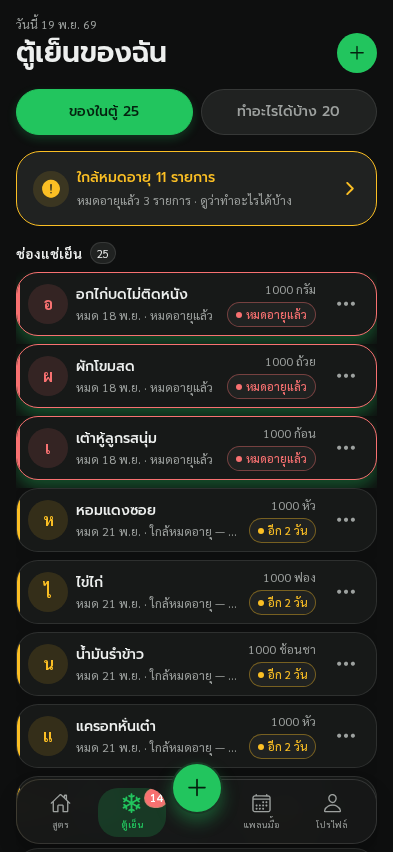 วันนี้ 19 พ.ย. 69
ตู้เย็นของฉัน
ของในตู้ 25
ทำอะไรได้บ้าง 20
ใกล้หมดอายุ 11 รายการ
หมดอายุแล้ว 3 รายการ · ดูว่าทำอะไรได้บ้าง
ช่องแช่เย็น 25
อ
อกไก่บดไม่ติดหนัง
1000 กรัม
หมด 18 พ.ย. · หมดอายุแล้ว
หมดอายุแล้ว
ผ
ผักโขมสด
1000 ถ้วย
หมด 18 พ.ย. · หมดอายุแล้ว
หมดอายุแล้ว
เ
เต้าหู้ลูกรสนุ่ม
1000 ก้อน
หมด 18 พ.ย. · หมดอายุแล้ว
หมดอายุแล้ว
ห
หอมแดงซอย
1000 หัว
หมด 21 พ.ย. · ใกล้หมดอายุ — ...
อีก 2 วัน
ไ
ไข่ไก่
1000 ฟอง
หมด 21 พ.ย. · ใกล้หมดอายุ — ...
อีก 2 วัน
น
น้ำมันรำข้าว
1000 ช้อนชา
หมด 21 พ.ย. · ใกล้หมดอายุ — ...
อีก 2 วัน
แ
แครอทหั่นเต๋า
1000 หัว
หมด 21 พ.ย. · ใกล้หมดอายุ — ...
อีก 2 วัน
14
สูตร
ตู้เย็น
แพลนมื้อ
โปรไฟล์